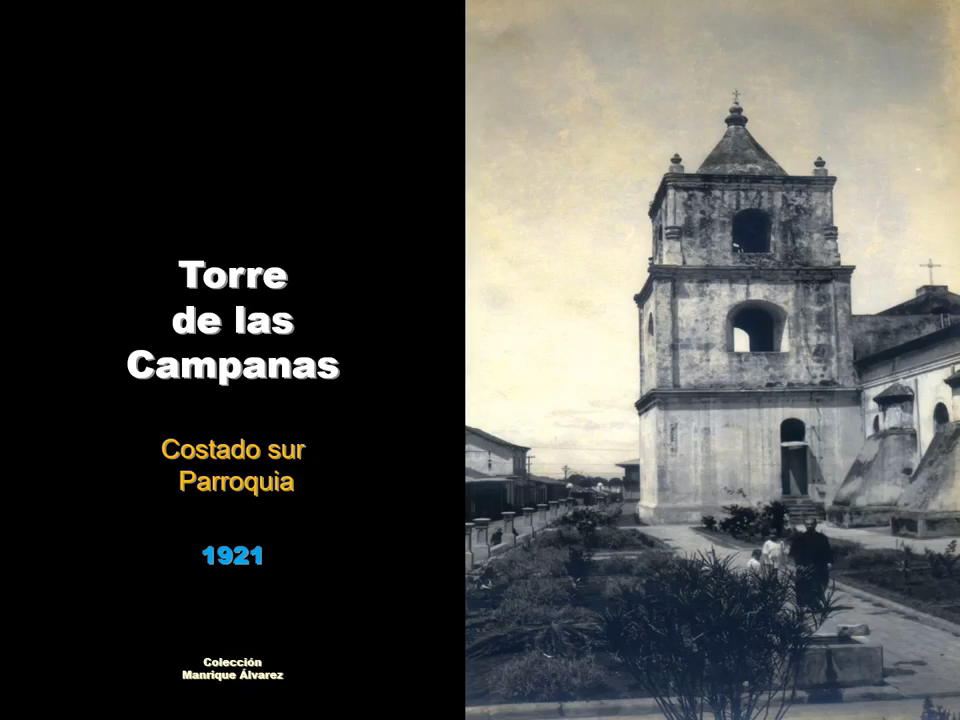 Torre
de las
Campanas
Costado sur
Parroquia
1921
Colección
Manrique Álvarez